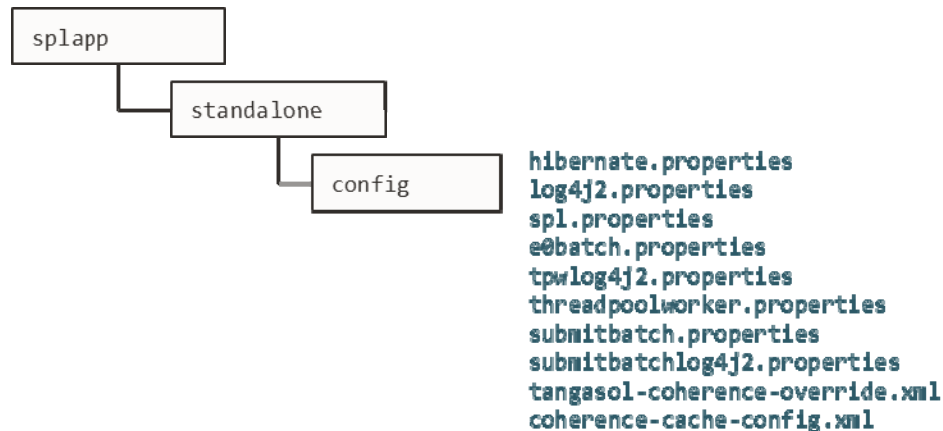 splapp
standalone
config
hibernate.properties
log4j2.properties
spl.properties
e0batch.properties
tpwlog4j2.properties
threadpoolworker.properties
submitbatch.properties
submitbatchlog4j2.properties
tangasol-coherence-override.xml
coherence-cache-config.xml